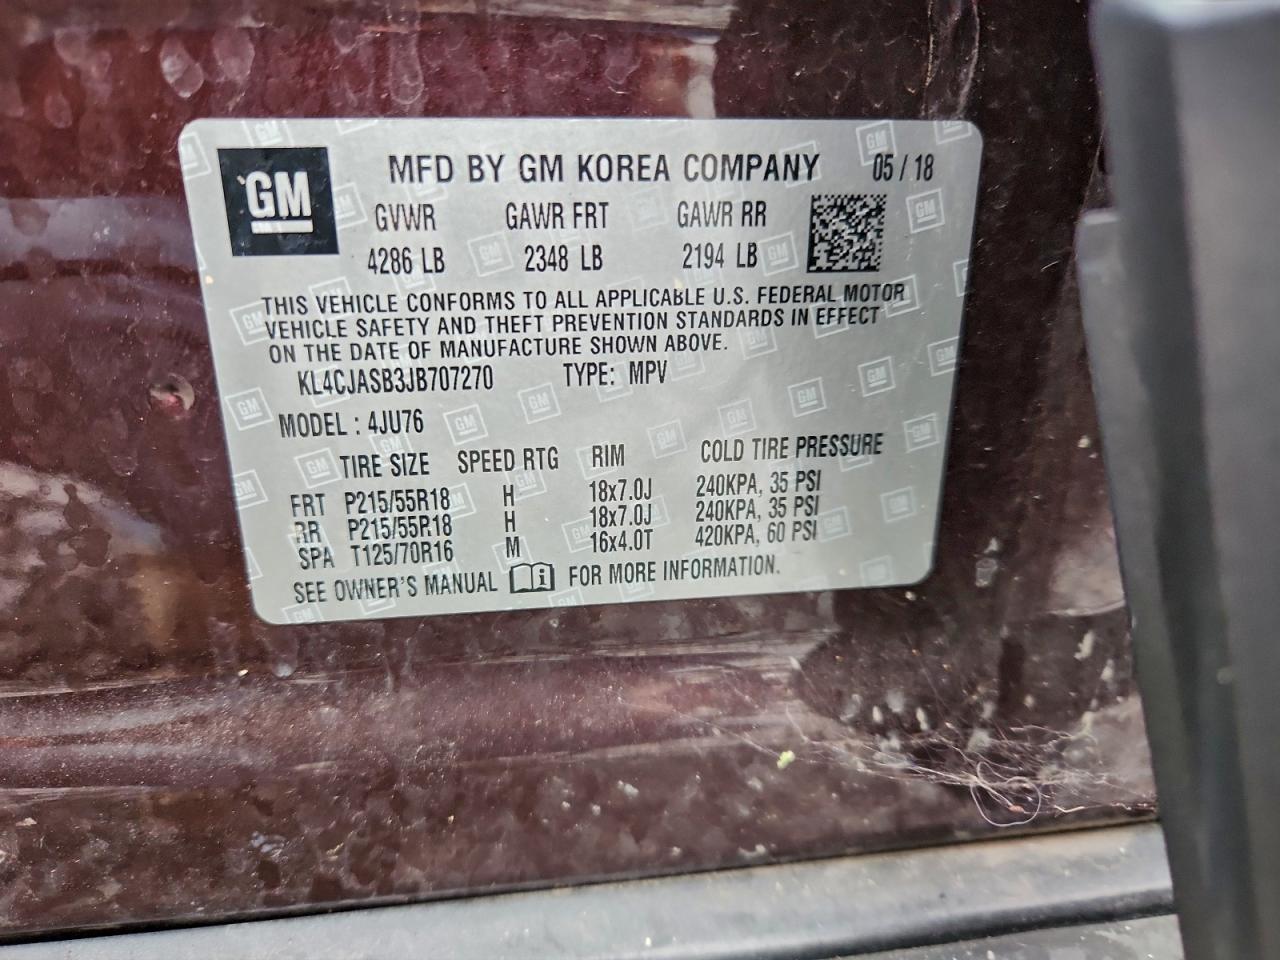 GM
MFD BY GM KOREA COMPANY 05 / 18
GVWR GAWR FRT GAWR RR
4286 LB 2348 LB 2194 LB
THIS VEHICLE CONFORMS TO ALL APPLICABLE U.S. FEDERAL MOTOR
VEHICLE SAFETY AND THEFT PREVENTION STANDARDS IN EFFECT
ON THE DATE OF MANUFACTURE SHOWN ABOVE.
KL4CJASB3JB707270 TYPE: MPV
MODEL : 4JU76
TIRE SIZE SPEED RTG RIM COLD TIRE PRESSURE
FRT P215/55R18 H 18x7.0J 240KPA, 35 PSI
RR P215/55R18 H 18x7.0J 240KPA, 35 PSI
SPA T125/70R16 M 16x4.0T 420KPA, 60 PSI
SEE OWNER'S MANUAL FOR MORE INFORMATION.